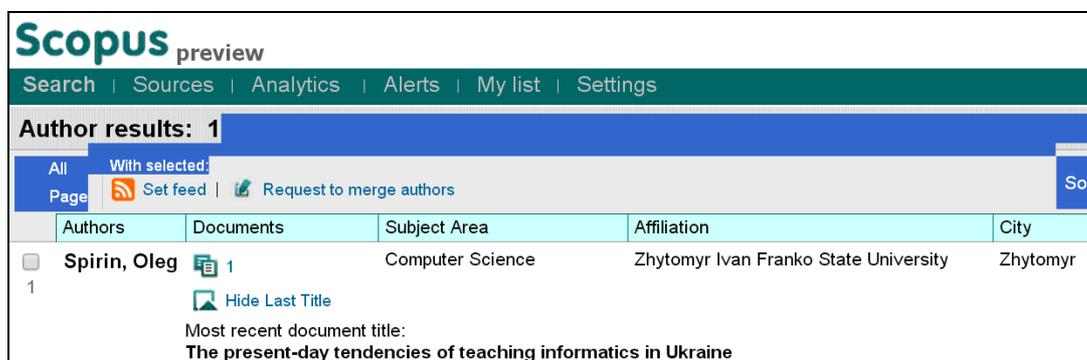 Scopus preview
Search | Sources | Analytics | Alerts | My list | Settings
Author results: 1
All With selected:
Page Set feed | Request to merge authors So
Authors Documents Subject Area Affiliation City
Spirin, Oleg 1 Computer Science Zhytomyr Ivan Franko State University Zhytomyr
1
Hide Last Title
Most recent document title:
The present-day tendencies of teaching informatics in Ukraine